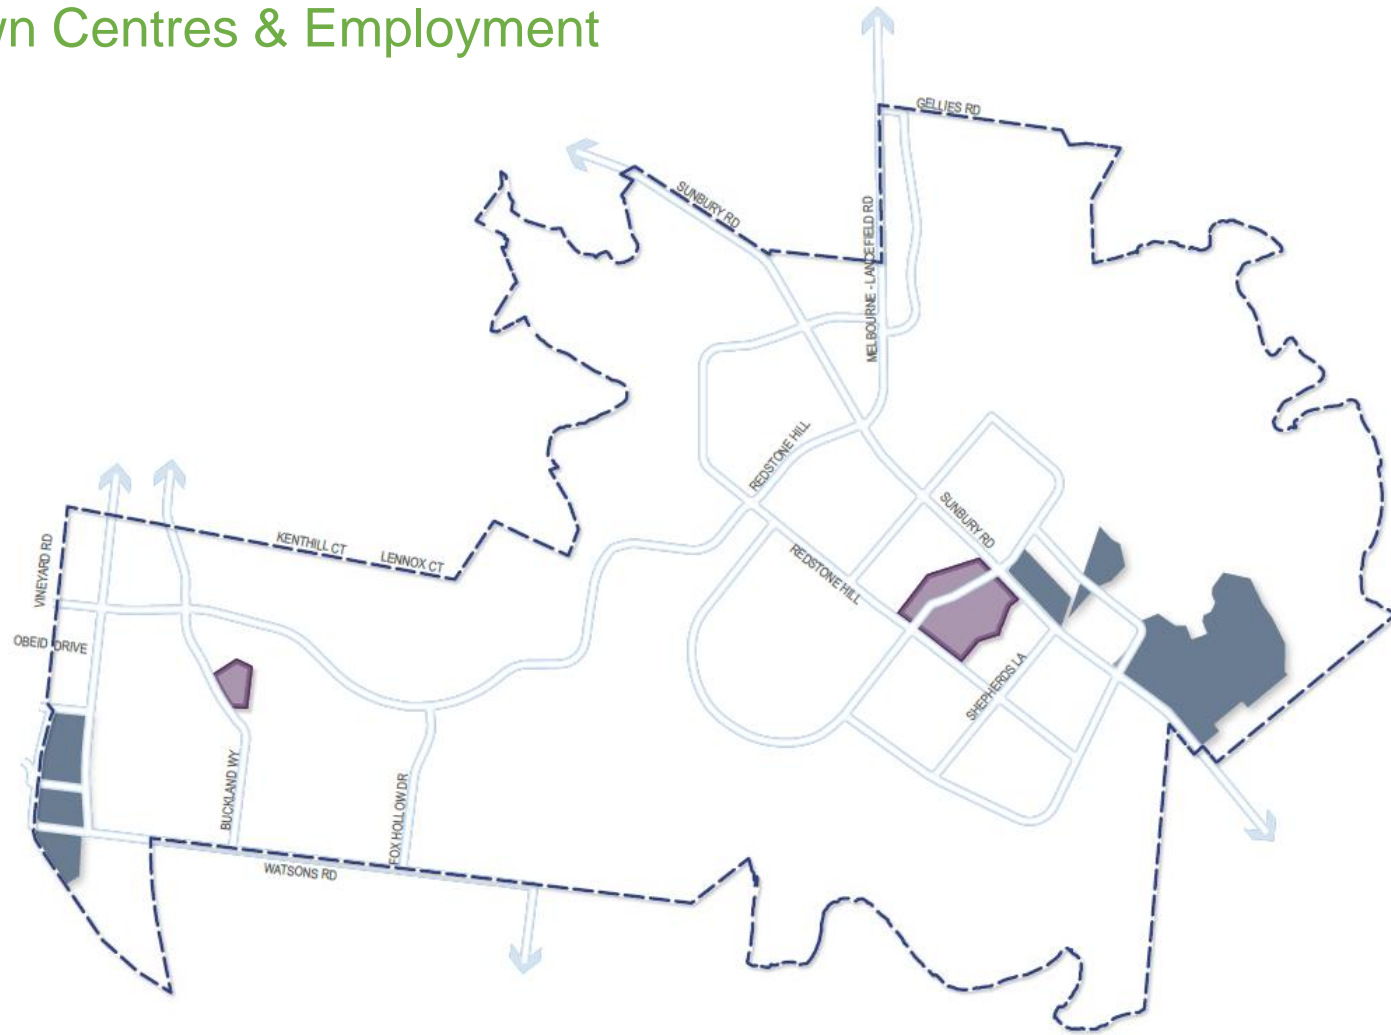 wn Centres & Employment
GELLIES RD
SUNBURY RD
MELBOURNE - LANCEFIELD RD
REDSTONE HILL
SUNBURY RD
KENTHILL CT
LENNOX CT
VINEYARD RD
REDSTONE HILL
OBEID DRIVE
SHEPHERDS LA
BUCKLAND WY
FOX HOLLOW DR
WATSONS RD